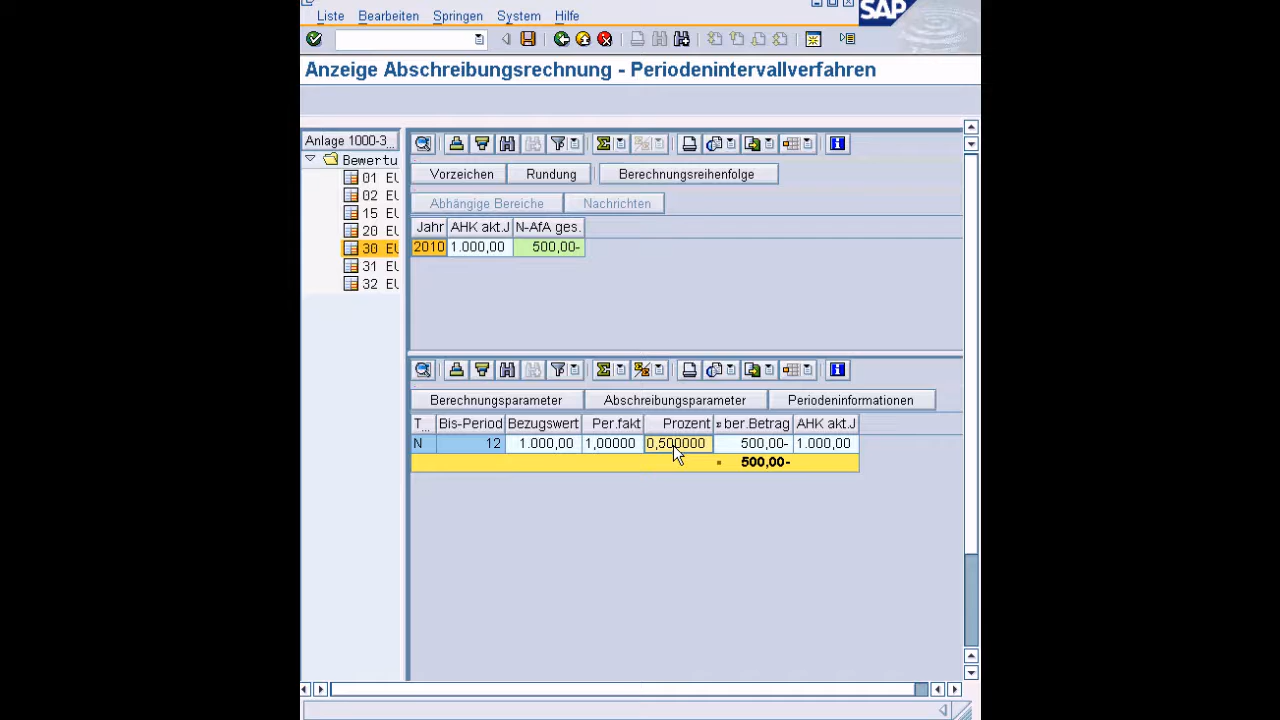 Liste Bearbeiten Springen System Hilfe
SAP
Anzeige Abschreibungsrechnung - Periodenintervallverfahren
Anlage 1000-3...
Bewertu
01 EU
02 EU
15 EU
20 EU
30 EU
31 EU
32 EU
Vorzeichen Rundung Berechnungsreihenfolge
Abhängige Bereiche Nachrichten
Jahr AHK akt.J N-AfA ges.
2010 1.000,00 500,00-
Berechnungsparameter Abschreibungsparameter Periodeninformationen
T... Bis-Period Bezugswert Per.fakt Prozent ber.Betrag AHK akt.J
N 12 1.000,00 1,00000 0,500000 500,00- 1.000,00
500,00-